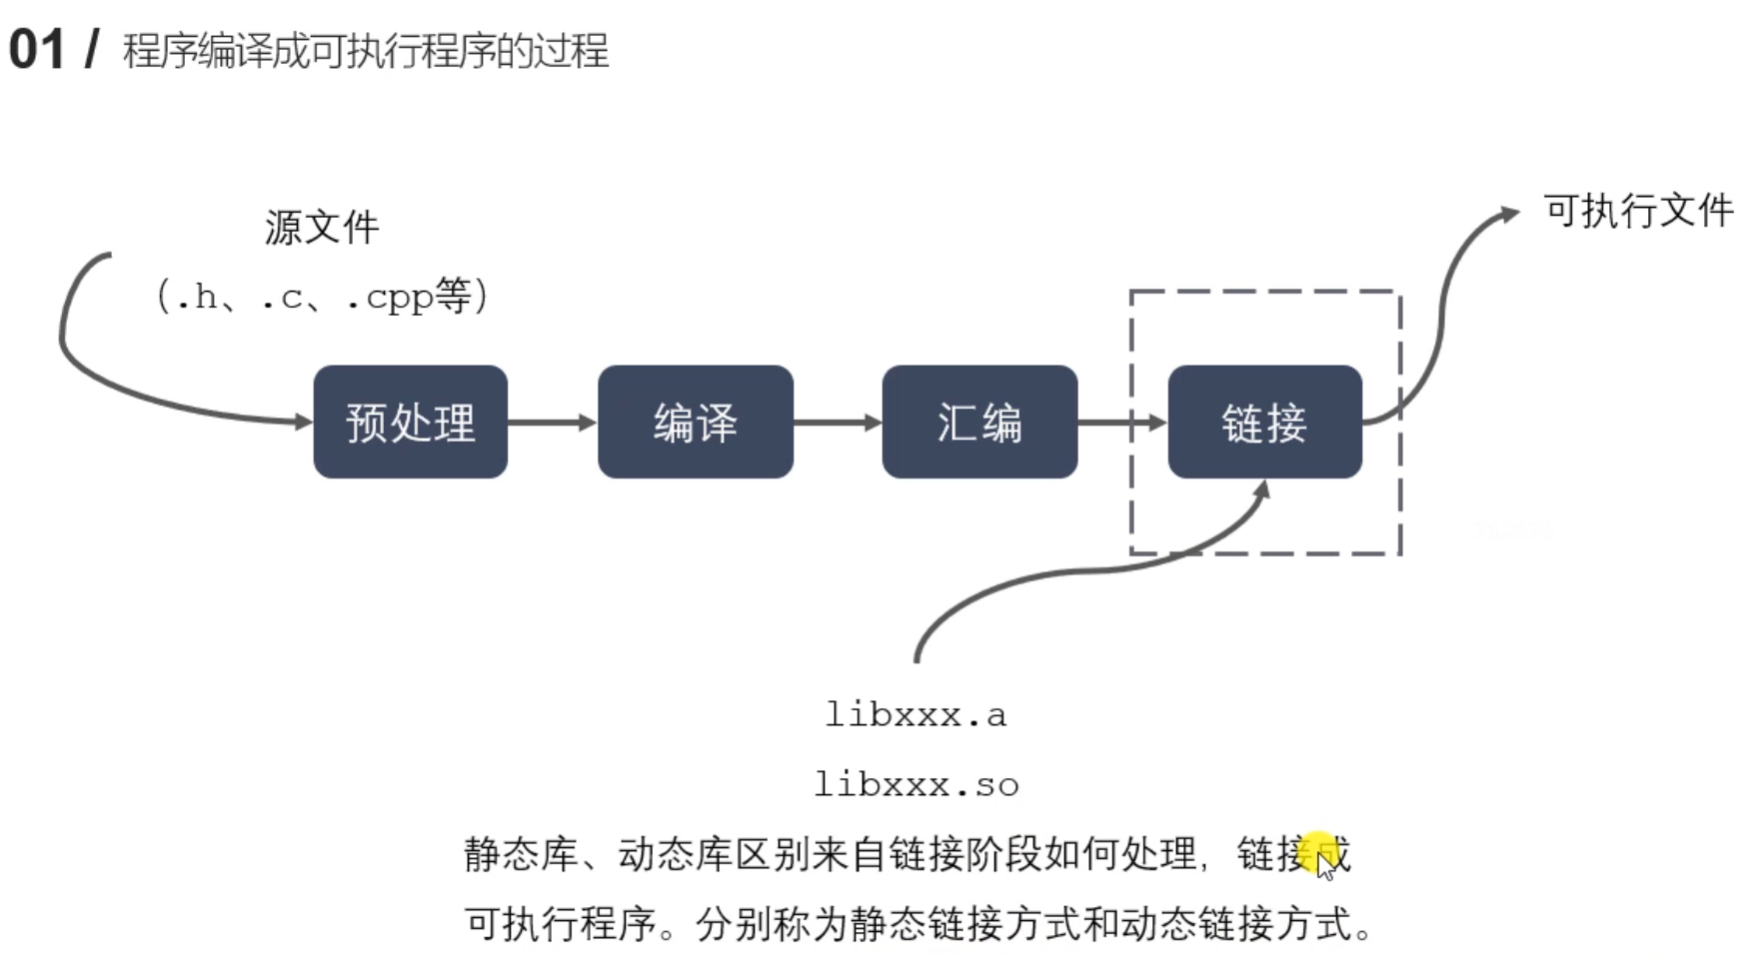 01 / 程序编译成可执行程序的过程
源文件
（.h、.c、.cpp等）
可执行文件
预处理
编译
汇编
链接
libxxx.a
libxxx.so
静态库、动态库区别来自链接阶段如何处理，链接成
可执行程序。分别称为静态链接方式和动态链接方式。